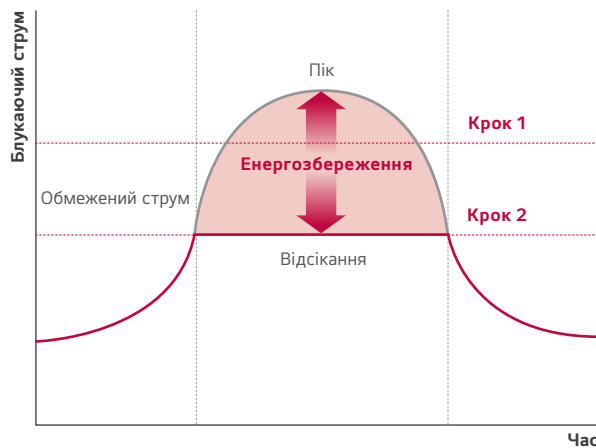 Блукаючий струм
Пік
Крок 1
Енергозбереження
Обмежений струм
Крок 2
Відсікання
Час